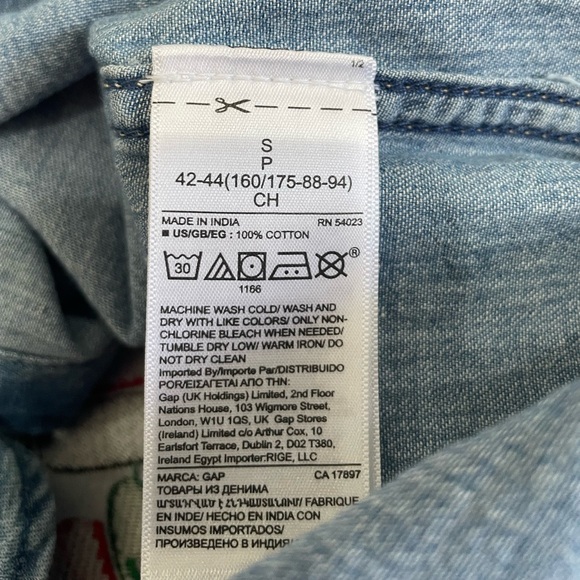 1/2
S
P
42-44(160/175-88-94)
CH
MADE IN INDIA RN 54023
■ US/GB/EG : 100% COTTON
30
®
1166
MACHINE WASH COLD/ WASH AND
DRY WITH LIKE COLORS/ ONLY NON-
CHLORINE BLEACH WHEN NEEDED/
TUMBLE DRY LOW/ WARM IRON/ DO
NOT DRY CLEAN
Imported By/Importe Par/DISTRIBUIDO
POR/ΕΙΣΑΓΕΤΑΙ ΑΠΟ ΤΗΝ:
Gap (UK Holdings) Limited, 2nd Floor
Nations House, 103 Wigmore Street,
London, W1U 1QS, UK Gap Stores
(Ireland) Limited c/o Arthur Cox, 10
Earlsfort Terrace, Dublin 2, D02 T380,
Ireland Egypt Importer:RIGE, LLC
MARCA: GAP CA 17897
ТОВАРЫ ИЗ ДЕНИМА
ԱՐՏԱԴՐՎԱԾ Է ՀՆԴԿԱՍՏԱՆՈՒՄ/ FABRIQUE
EN INDE/ HECHO EN INDIA CON
INSUMOS IMPORTADOS/
ПРОИЗВЕДЕНО В ИНДИИ/